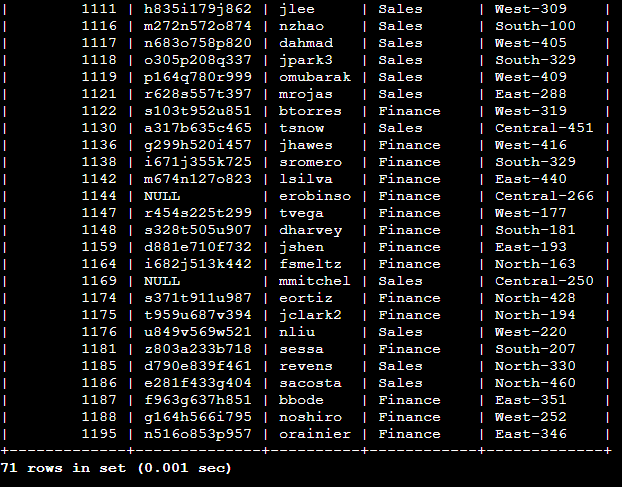 |        1111 | h835i179j862 | jlee     | Sales      | West-309    |
|        1116 | m272n572o874 | nzhao    | Sales      | South-100   |
|        1117 | n683o758p820 | dahmad   | Sales      | West-405    |
|        1118 | o305p208q337 | jpark3   | Sales      | South-329   |
|        1119 | p164q780r999 | omubarak | Sales      | West-409    |
|        1121 | r628s557t397 | mrojas   | Sales      | East-288    |
|        1122 | s103t952u851 | btorres  | Finance    | West-319    |
|        1130 | a317b635c465 | tsnow    | Sales      | Central-451 |
|        1136 | g299h520i457 | jhawes   | Finance    | West-416    |
|        1138 | i671j355k725 | sromero  | Finance    | South-329   |
|        1142 | m674n127o823 | lsilva   | Finance    | East-440    |
|        1144 | NULL         | erobinso | Finance    | Central-266 |
|        1147 | r454s225t299 | tvega    | Finance    | West-177    |
|        1148 | s328t505u907 | dharvey  | Finance    | South-181   |
|        1159 | d881e710f732 | jshen    | Finance    | East-193    |
|        1164 | i682j513k442 | fsmeltz  | Finance    | North-163   |
|        1169 | NULL         | mmitchel | Sales      | Central-250 |
|        1174 | s371t911u987 | eortiz   | Finance    | North-428   |
|        1175 | t959u687v394 | jclark2  | Finance    | North-194   |
|        1176 | u849v569w521 | nliu     | Sales      | West-220    |
|        1181 | z803a233b718 | sessa    | Finance    | South-207   |
|        1185 | d790e839f461 | revens   | Sales      | North-330   |
|        1186 | e281f433g404 | sacosta  | Sales      | North-460   |
|        1187 | f963g637h851 | bbode    | Finance    | East-351    |
|        1188 | g164h566i795 | noshiro  | Finance    | West-252    |
|        1195 | n516o853p957 | orainier | Finance    | East-346    |
+-------------+--------------+----------+------------+-------------+
71 rows in set (0.001 sec)